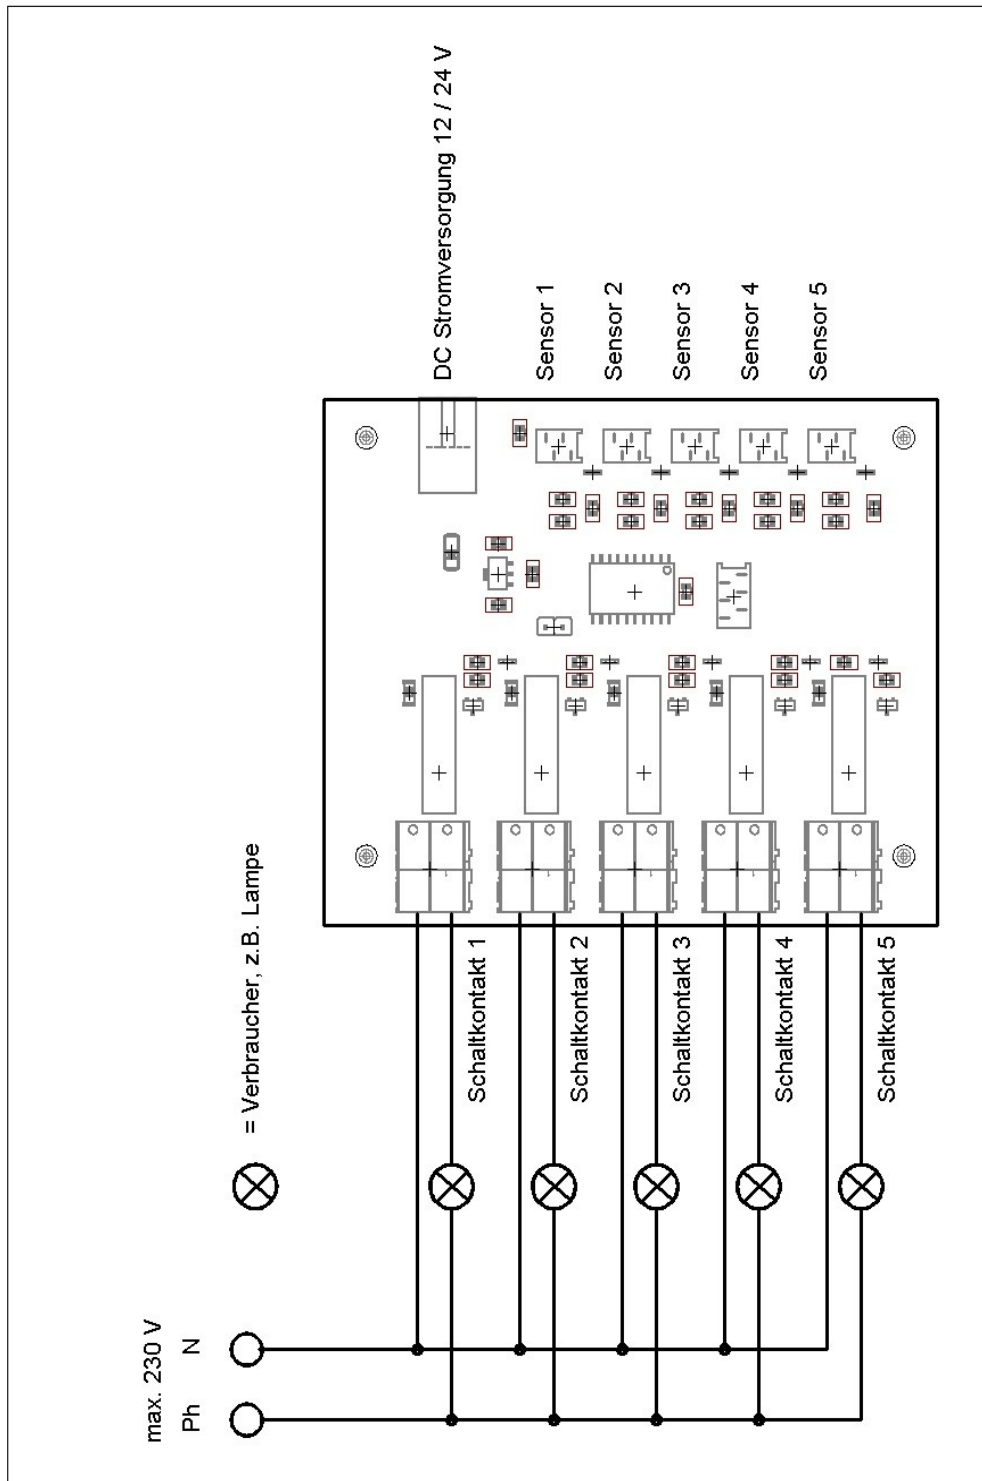 max. 230 V
Ph
N
= Verbraucher, z.B. Lampe
Schaltkontakt 1
Schaltkontakt 2
Schaltkontakt 3
Schaltkontakt 4
Schaltkontakt 5
DC Stromversorgung 12 / 24 V
Sensor 1
Sensor 2
Sensor 3
Sensor 4
Sensor 5